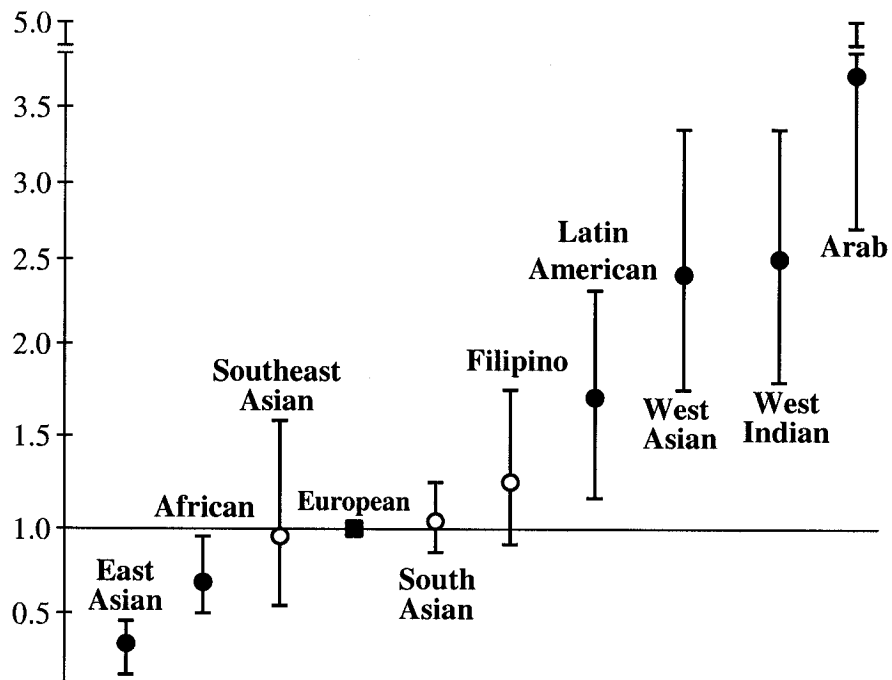 5.0
3.5
3.0
2.5
2.0
1.5
1.0
0.5
East
Asian
African
Southeast
Asian
European
South
Asian
Filipino
Latin
American
West
Asian
West
Indian
Arab